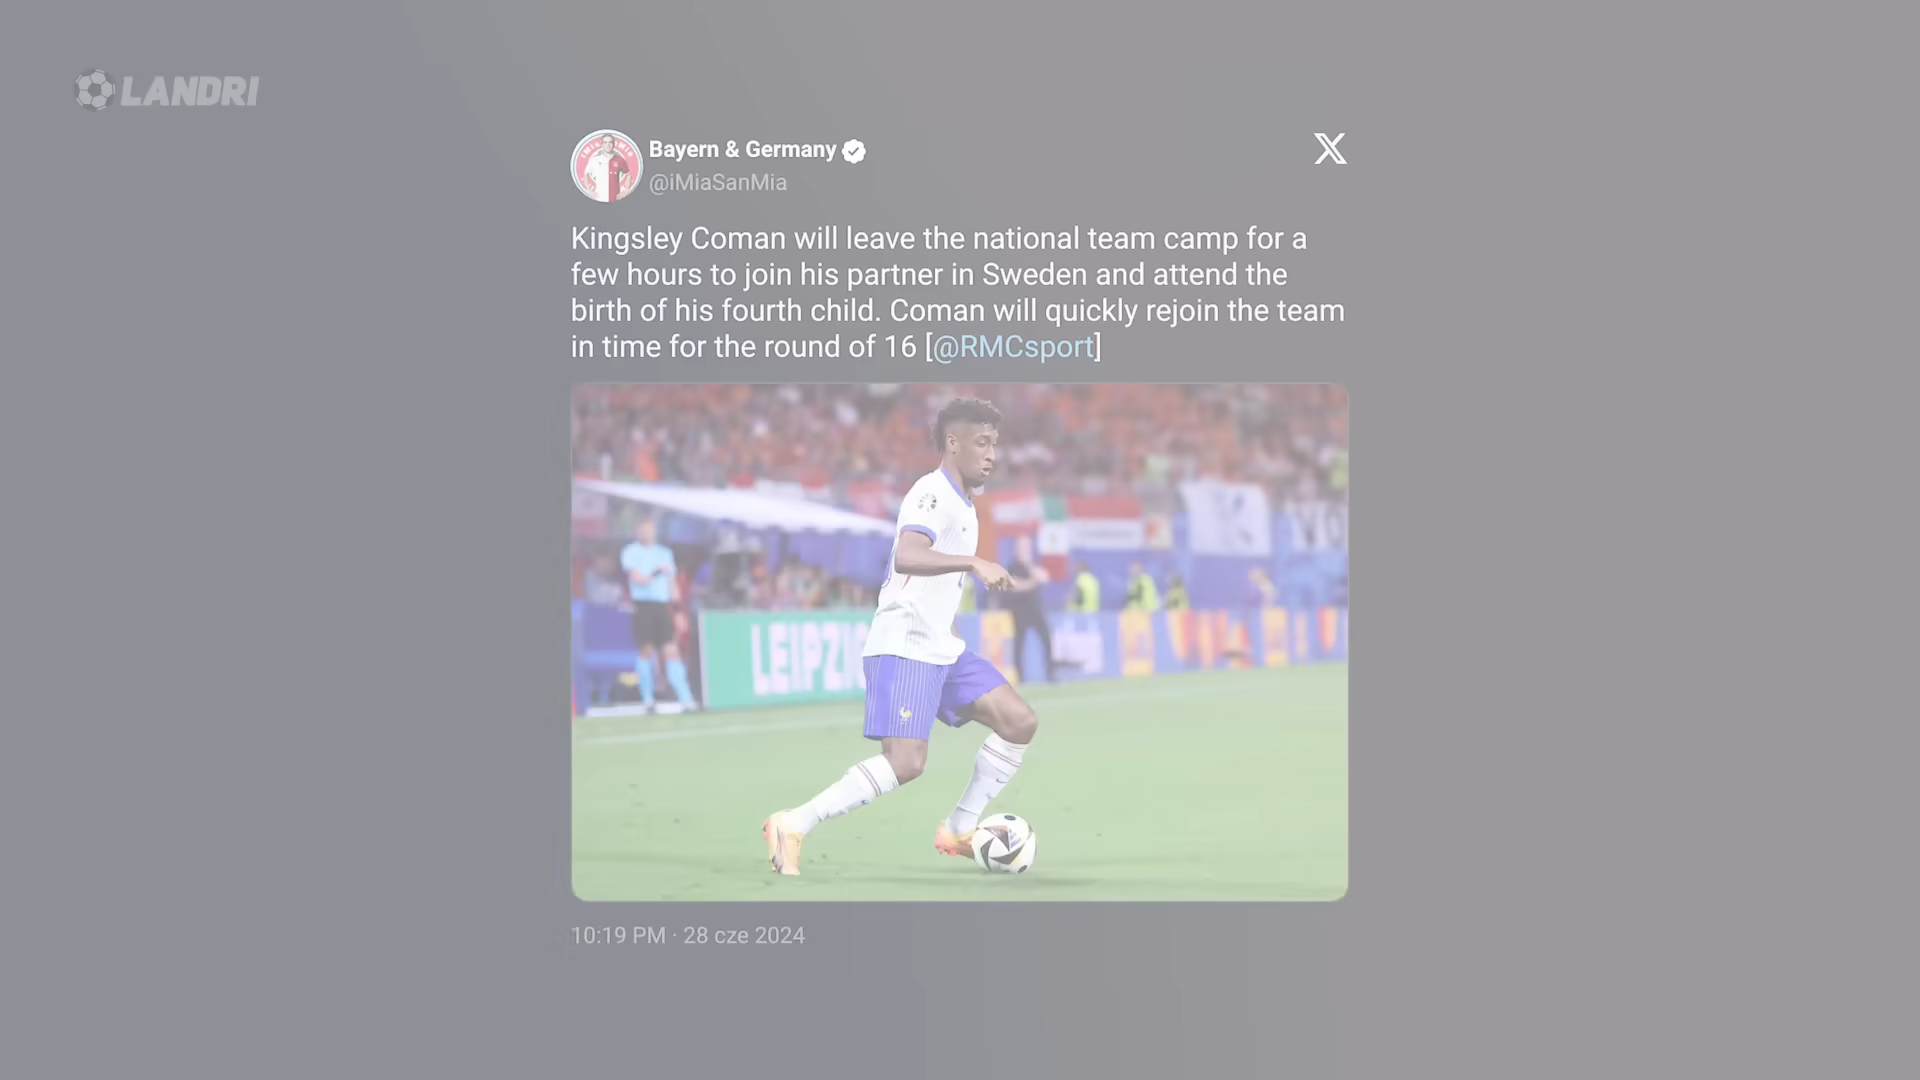 LANDRI
Bayern & Germany
@iMiaSanMia
Kingsley Coman will leave the national team camp for a
few hours to join his partner in Sweden and attend the
birth of his fourth child. Coman will quickly rejoin the team
in time for the round of 16 [@RMCsport]
LEIPZIG
10:19 PM · 28 cze 2024